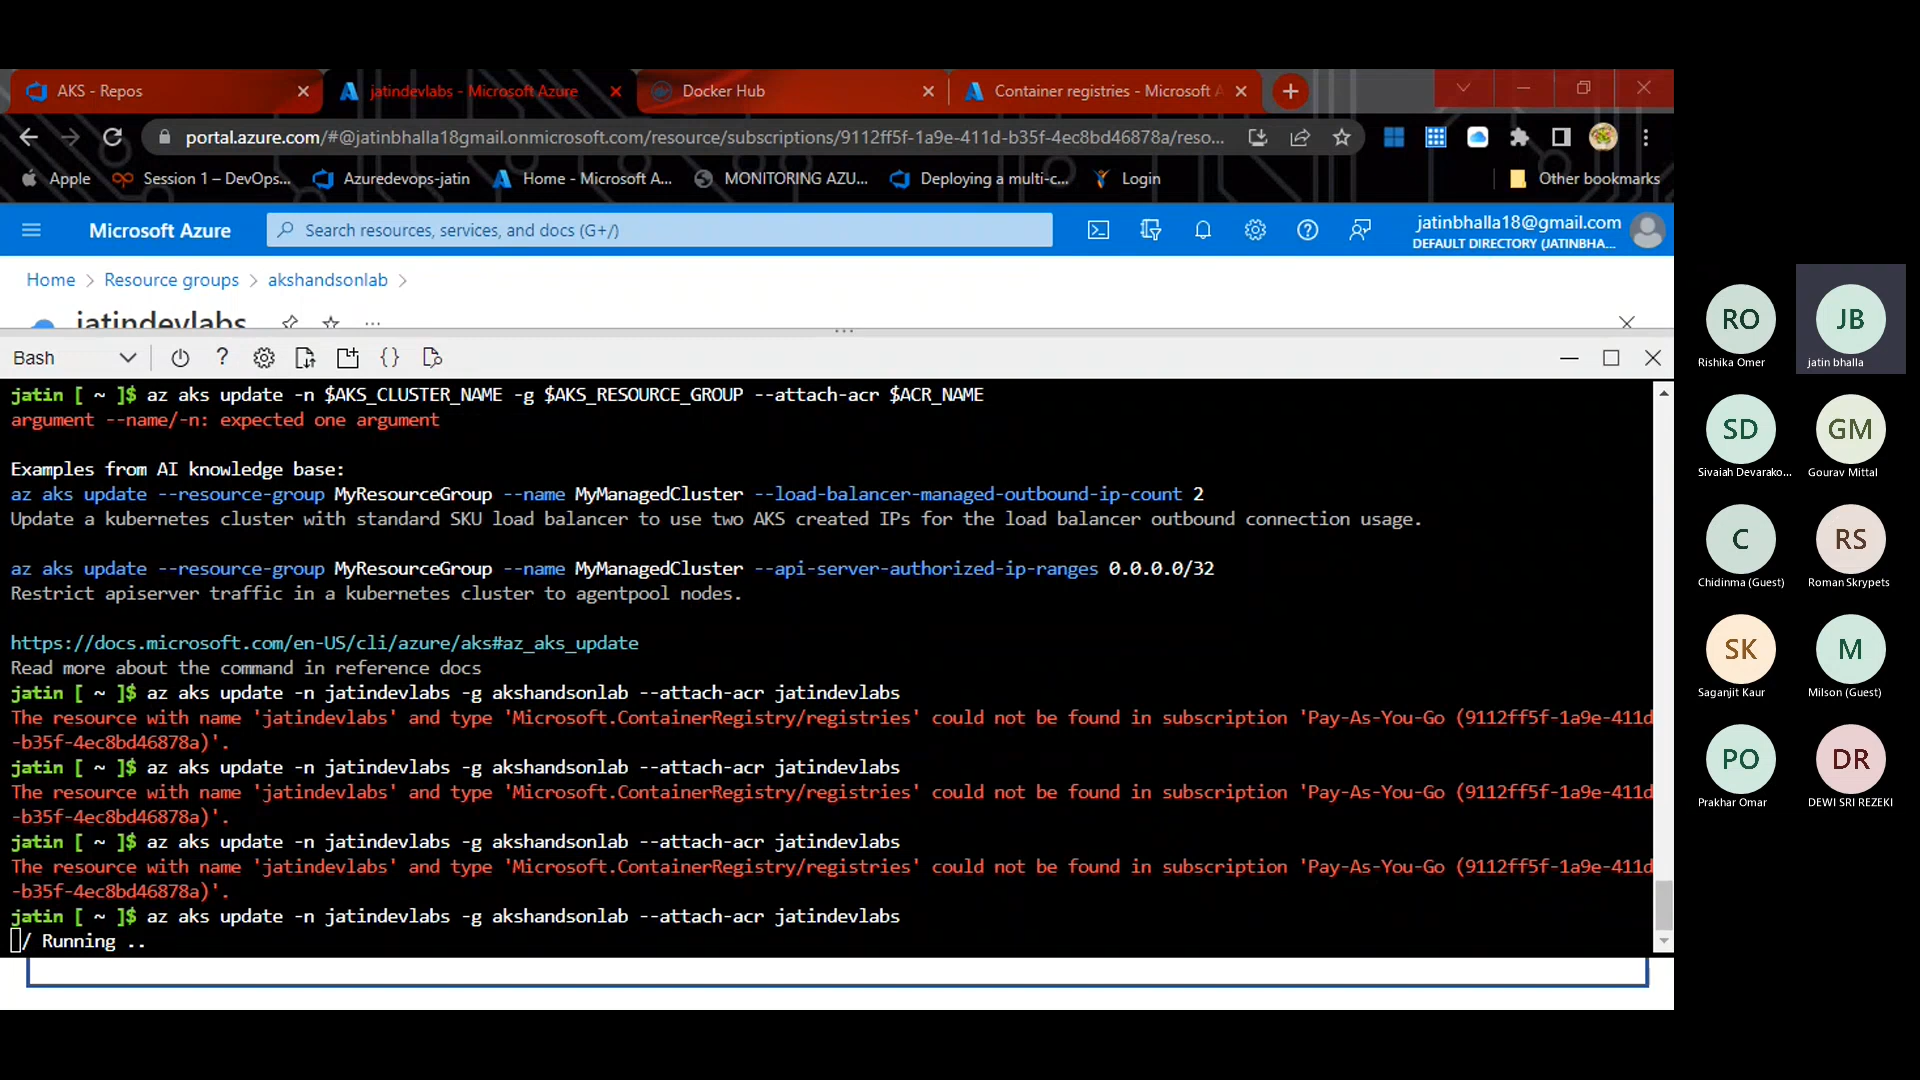 AKS - Repos
jatindevlabs - Microsoft Azure
Docker Hub
Container registries - Microsoft A
portal.azure.com/#@jatinbhalla18gmail.onmicrosoft.com/resource/subscriptions/9112ff5f-1a9e-411d-b35f-4ec8bd46878a/reso...
Apple
Session 1 – DevOps...
Azuredevops-jatin
Home - Microsoft A...
MONITORING AZU...
Deploying a multi-c...
Login
Other bookmarks
Microsoft Azure
Search resources, services, and docs (G+/)
jatinbhalla18@gmail.com
DEFAULT DIRECTORY (JATINBHA...
Home > Resource groups > akshandsonlab >
jatindevlabs
Bash
jatin [ ~ ]$ az aks update -n $AKS_CLUSTER_NAME -g $AKS_RESOURCE_GROUP --attach-acr $ACR_NAME
argument --name/-n: expected one argument
Examples from AI knowledge base:
az aks update --resource-group MyResourceGroup --name MyManagedCluster --load-balancer-managed-outbound-ip-count 2
Update a kubernetes cluster with standard SKU load balancer to use two AKS created IPs for the load balancer outbound connection usage.
az aks update --resource-group MyResourceGroup --name MyManagedCluster --api-server-authorized-ip-ranges 0.0.0.0/32
Restrict apiserver traffic in a kubernetes cluster to agentpool nodes.
https://docs.microsoft.com/en-US/cli/azure/aks#az_aks_update
Read more about the command in reference docs
jatin [ ~ ]$ az aks update -n jatindevlabs -g akshandsonlab --attach-acr jatindevlabs
The resource with name 'jatindevlabs' and type 'Microsoft.ContainerRegistry/registries' could not be found in subscription 'Pay-As-You-Go (9112ff5f-1a9e-411d
-b35f-4ec8bd46878a)'.
jatin [ ~ ]$ az aks update -n jatindevlabs -g akshandsonlab --attach-acr jatindevlabs
The resource with name 'jatindevlabs' and type 'Microsoft.ContainerRegistry/registries' could not be found in subscription 'Pay-As-You-Go (9112ff5f-1a9e-411d
-b35f-4ec8bd46878a)'.
jatin [ ~ ]$ az aks update -n jatindevlabs -g akshandsonlab --attach-acr jatindevlabs
The resource with name 'jatindevlabs' and type 'Microsoft.ContainerRegistry/registries' could not be found in subscription 'Pay-As-You-Go (9112ff5f-1a9e-411d
-b35f-4ec8bd46878a)'.
jatin [ ~ ]$ az aks update -n jatindevlabs -g akshandsonlab --attach-acr jatindevlabs
/ Running ..
RO
Rishika Omer
JB
jatin bhalla
SD
Sivaiah Devarako...
GM
Gourav Mittal
C
Chidinma (Guest)
RS
Roman Skrypets
SK
Saganjit Kaur
M
Milson (Guest)
PO
Prakhar Omar
DR
DEWI SRI REZEKI